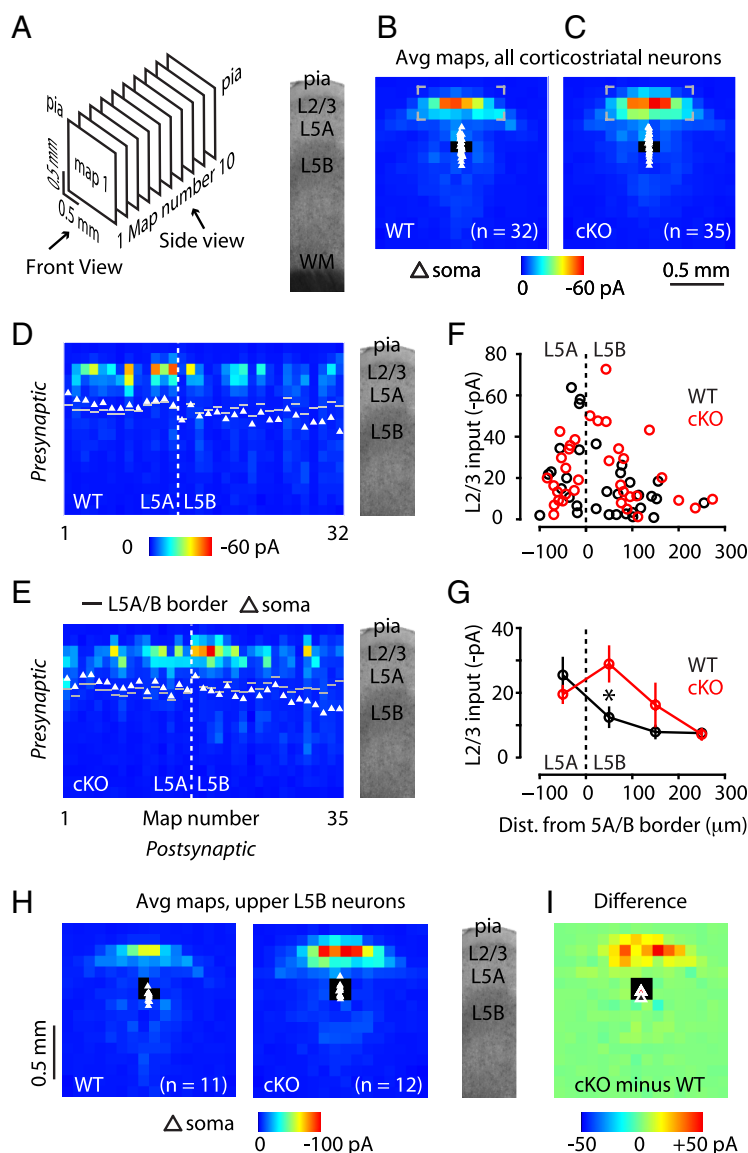 A
pia
pia
map 1
0.5 mm
0.5 mm
1 Map number 10
Front View
Side view
pia
L2/3
L5A
L5B
WM
B
C
Avg maps, all corticostriatal neurons
WT
(n = 32)
cKO
(n = 35)
soma
0
-60 pA
0.5 mm
D
Presynaptic
WT
L5A
L5B
1
32
0
-60 pA
pia
L2/3
L5A
L5B
E
L5A/B border
soma
Presynaptic
cKO
L5A
L5B
1
Map number
35
Postsynaptic
pia
L2/3
L5A
L5B
F
L2/3 input (-pA)
80
60
40
20
0
L5A
L5B
WT
cKO
-100
0
100
200
300
G
L2/3 input (-pA)
40
30
20
10
0
WT
cKO
*
L5A
L5B
−100
0
100
200
300
Dist. from 5A/B border (μm)
H
Avg maps, upper L5B neurons
0.5 mm
WT
(n = 11)
cKO
(n = 12)
soma
0
-100 pA
pia
L2/3
L5A
L5B
I
Difference
cKO minus WT
-50
0
+50 pA